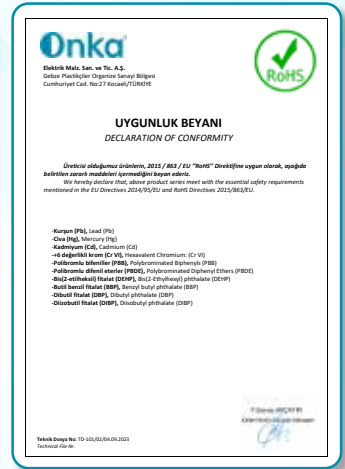 Onka
Elektrik Malz. San. ve Tic. A.Ş.
Gebze Plastikçiler Organize Sanayi Bölgesi
Cumhuriyet Cad. No:27 Kocaeli/TÜRKİYE
RoHS
UYGUNLUK BEYANI
DECLARATION OF CONFORMITY
Üreticisi olduğumuz ürünlerin, 2015 / 863 / EU "RoHS" Direktifine uygun olarak, aşağıda
belirtilen zararlı maddeleri içermediğini beyan ederiz.
We hereby declare that, above product series meet with the essential safety requirements
mentioned in the EU Directives 2014/95/EU and RoHS Directives 2015/863/EU.
-Kurşun (Pb), Lead (Pb)
-Civa (Hg), Mercury (Hg)
-Kadmiyum (Cd), Cadmium (Cd)
-+6 değerlikli krom (Cr VI), Hexavalent Chromium: (Cr VI)
-Polibromlu bifeniller (PBB), Polybrominated Biphenyls (PBB)
-Polibromlu difenil eterler (PBDE), Polybrominated Diphenyl Ethers (PBDE)
-Bis(2-etilheksil) fitalat (DEHP), Bis(2-Ethylhexyl) phthalate (DEHP)
-Butil benzil fitalat (BBP), Benzyl butyl phthalate (BBP)
-Dibutil fitalat (DBP), Dibutyl phthalate (DBP)
-Diizobutil fitalat (DIBP), Diisobutyl phthalate (DIBP)
Teknik Dosya No: TD-101/02/04.09.2023
Technical File Nr.